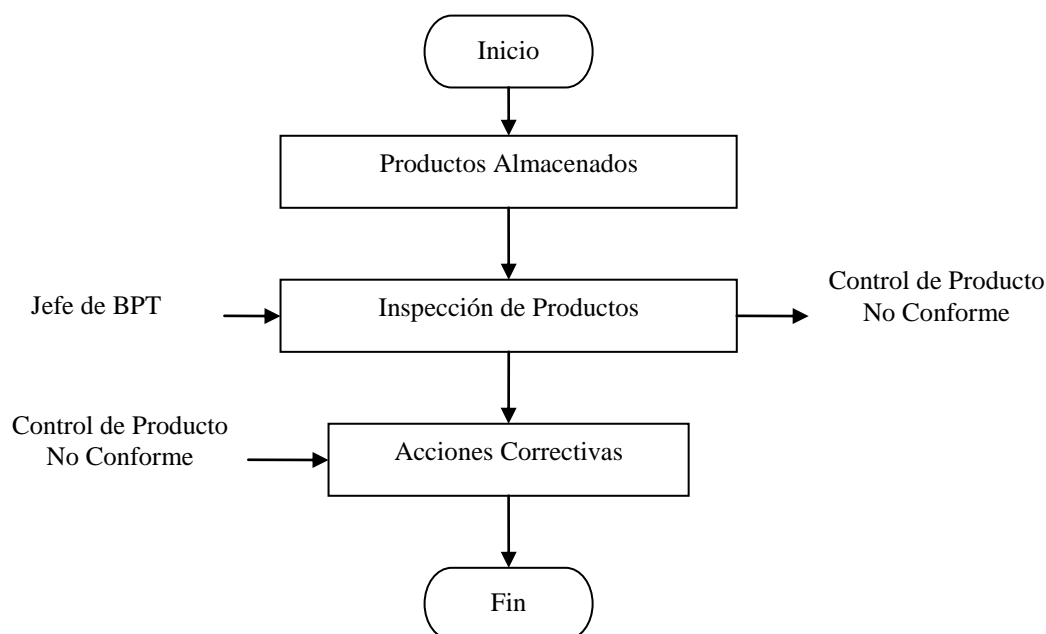 Inicio
Productos Almacenados
Jefe de BPT
Inspección de Productos
Control de Producto
No Conforme
Control de Producto
No Conforme
Acciones Correctivas
Fin